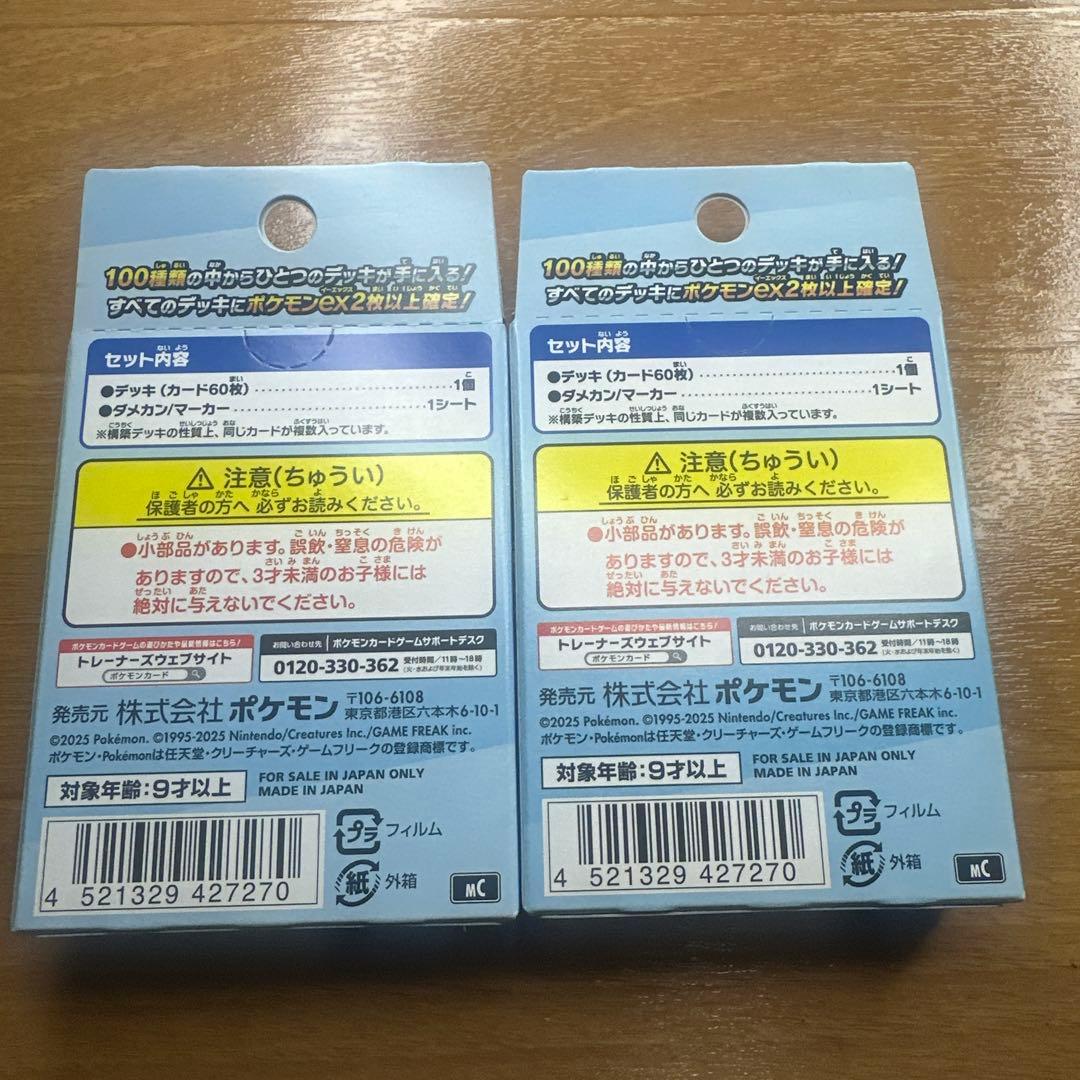 100種類の中からひとつのデッキが手に入る!
すべてのデッキにポケモンex2枚以上確定!
セット内容
●デッキ(カード60枚)……1個
●ダメカン/マーカー……1シート
※構築デッキの性質上、同じカードが複数入っています。
⚠ 注意(ちゅうい)
保護者の方へ 必ずお読みください。
●小部品があります。誤飲・窒息の危険が
ありますので、3才未満のお子様には
絶対に与えないでください。
ポケモンカードゲームの遊びかたや最新情報はこちら!
トレーナーズウェブサイト
ポケモンカード
お問い合わせ先 ポケモンカードゲームサポートデスク
0120-330-362 受付時間/11時~18時
(火・水および年末年始を除く)
発売元 株式会社 ポケモン 〒106-6108
東京都港区六本木6-10-1
©2025 Pokémon. ©1995-2025 Nintendo/Creatures Inc./GAME FREAK inc.
ポケモン・Pokémonは任天堂・クリーチャーズ・ゲームフリークの登録商標です。
対象年齢:9才以上
FOR SALE IN JAPAN ONLY
MADE IN JAPAN
プラ フィルム
紙 外箱
4 521329 427270
MC
100種類の中からひとつのデッキが手に入る!
すべてのデッキにポケモンex2枚以上確定!
セット内容
●デッキ(カード60枚)……1個
●ダメカン/マーカー……1シート
※構築デッキの性質上、同じカードが複数入っています。
⚠ 注意(ちゅうい)
保護者の方へ 必ずお読みください。
●小部品があります。誤飲・窒息の危険が
ありますので、3才未満のお子様には
絶対に与えないでください。
ポケモンカードゲームの遊びかたや最新情報はこちら!
トレーナーズウェブサイト
ポケモンカード
お問い合わせ先 ポケモンカードゲームサポートデスク
0120-330-362 受付時間/11時~18時
(火・水および年末年始を除く)
発売元 株式会社 ポケモン 〒106-6108
東京都港区六本木6-10-1
©2025 Pokémon. ©1995-2025 Nintendo/Creatures Inc./GAME FREAK inc.
ポケモン・Pokémonは任天堂・クリーチャーズ・ゲームフリークの登録商標です。
対象年齢:9才以上
FOR SALE IN JAPAN ONLY
MADE IN JAPAN
プラ フィルム
紙 外箱
4 521329 427270
MC